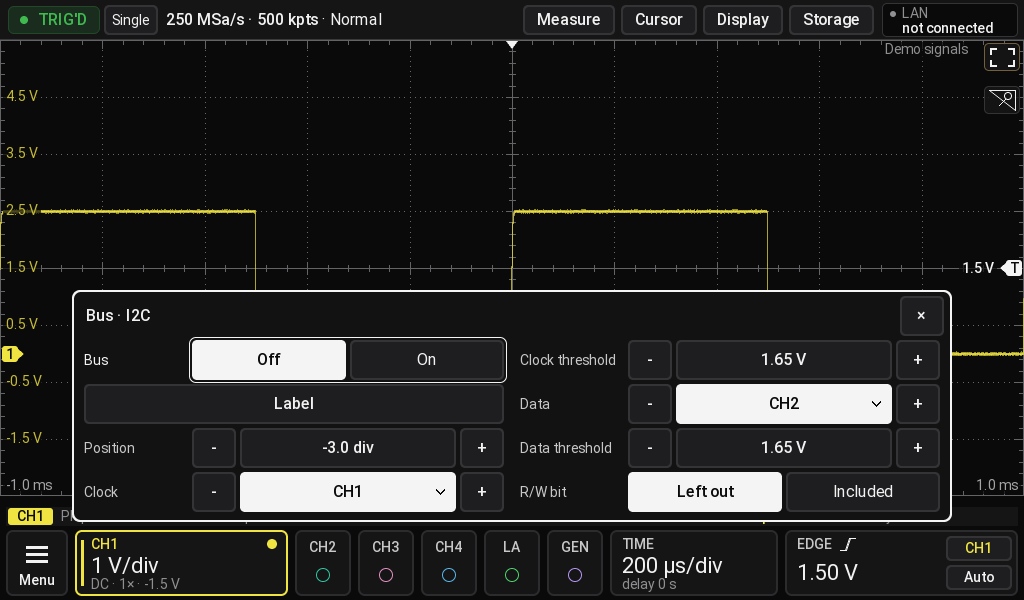 TRIG'D Single 250 MSa/s · 500 kpts · Normal Measure Cursor Display Storage LAN
not connected
Demo signals
4.5 V
3.5 V
2.5 V
1.5 V 1.5 V T
0.5 V
1
-0.5 V
-1.5 V
-1.0 ms 1.0 ms
Bus · I2C ×
Bus Off On Clock threshold - 1.65 V +
Label Data - CH2 +
Position - -3.0 div + Data threshold - 1.65 V +
Clock - CH1 + R/W bit Left out Included
CH1
Menu
CH1
1 V/div
DC · 1× · -1.5 V
CH2 CH3 CH4 LA GEN
TIME
200 µs/div
delay 0 s
EDGE CH1
1.50 V Auto